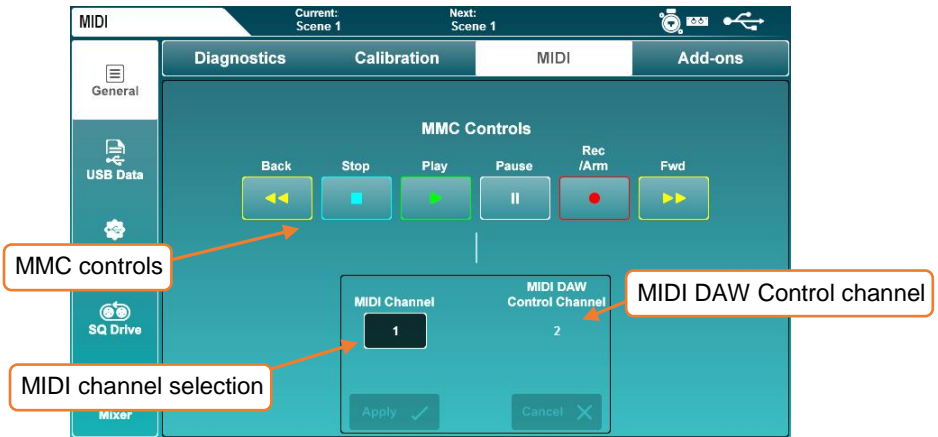 MIDI
Current:
Scene 1
Next:
Scene 1
Diagnostics
Calibration
MIDI
Add-ons
General
USB Data
SQ Drive
Mixer
MMC Controls
Back
Stop
Play
Pause
Rec
/Arm
Fwd
MMC controls
MIDI Channel
1
MIDI DAW
Control Channel
2
MIDI DAW Control channel
MIDI channel selection
Apply
Cancel